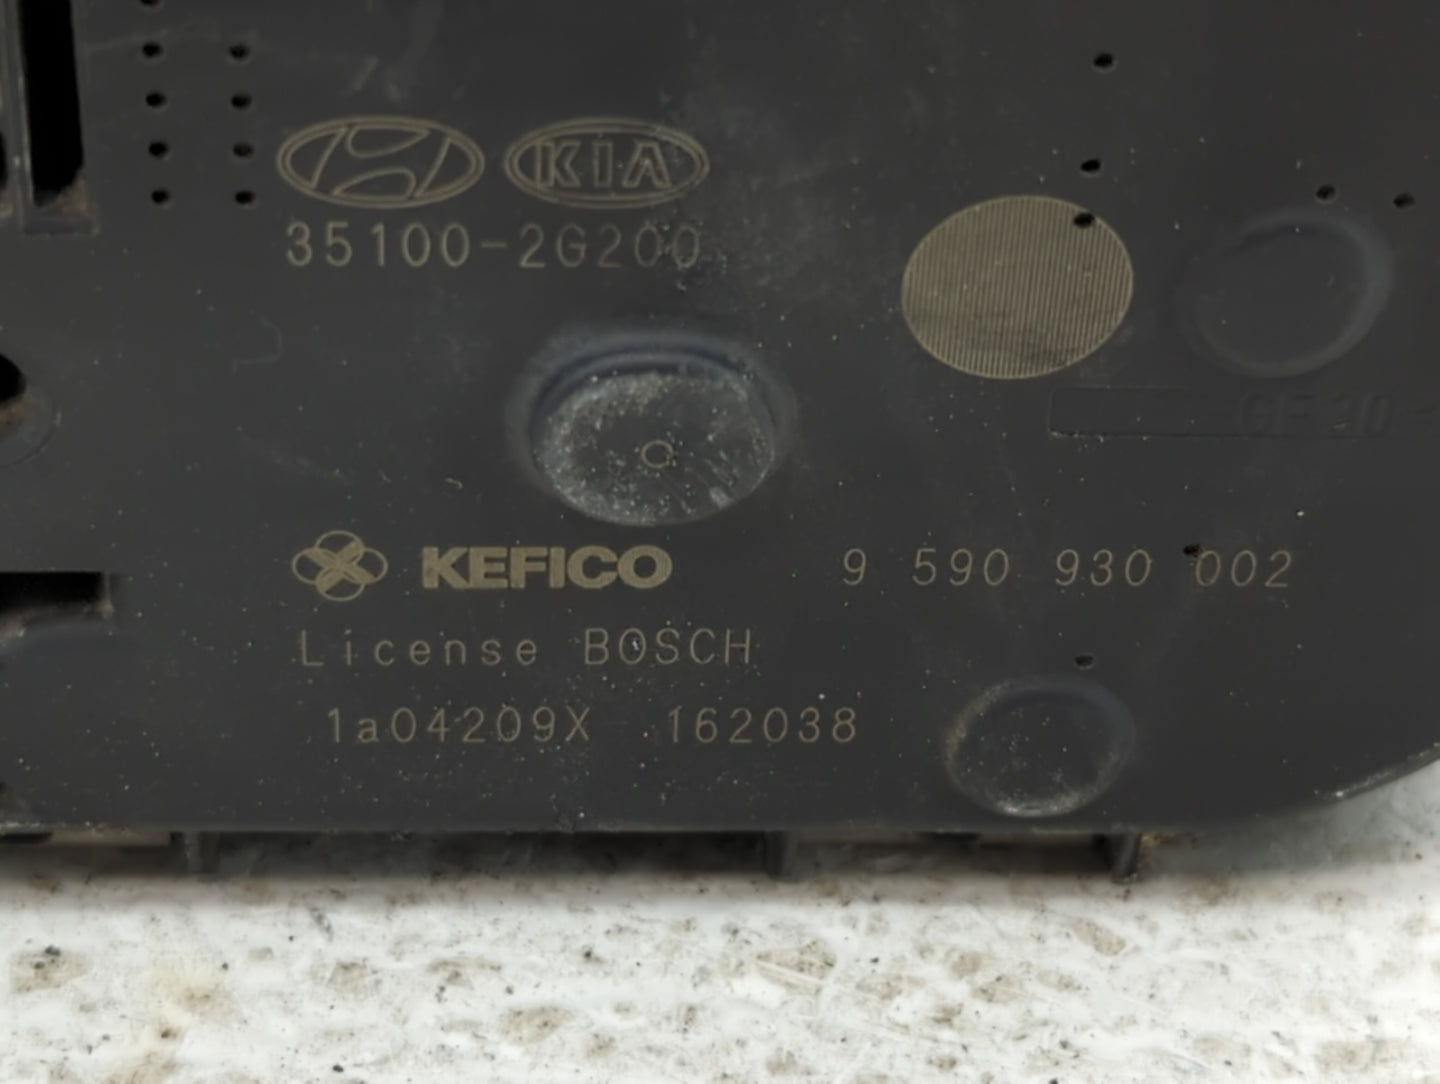 KIA
35100-2G200
KEFICO 9 590 930 002
License BOSCH
1a04209X 162038